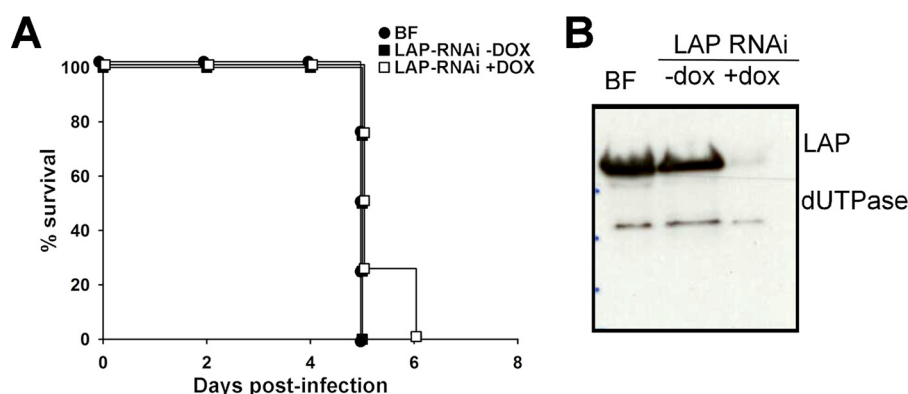 A
BF
LAP-RNAi -DOX
LAP-RNAi +DOX
100
80
60
40
20
0
% survival
0 2 4 6 8
Days post-infection
B
LAP RNAi
BF -dox +dox
LAP
dUTPase